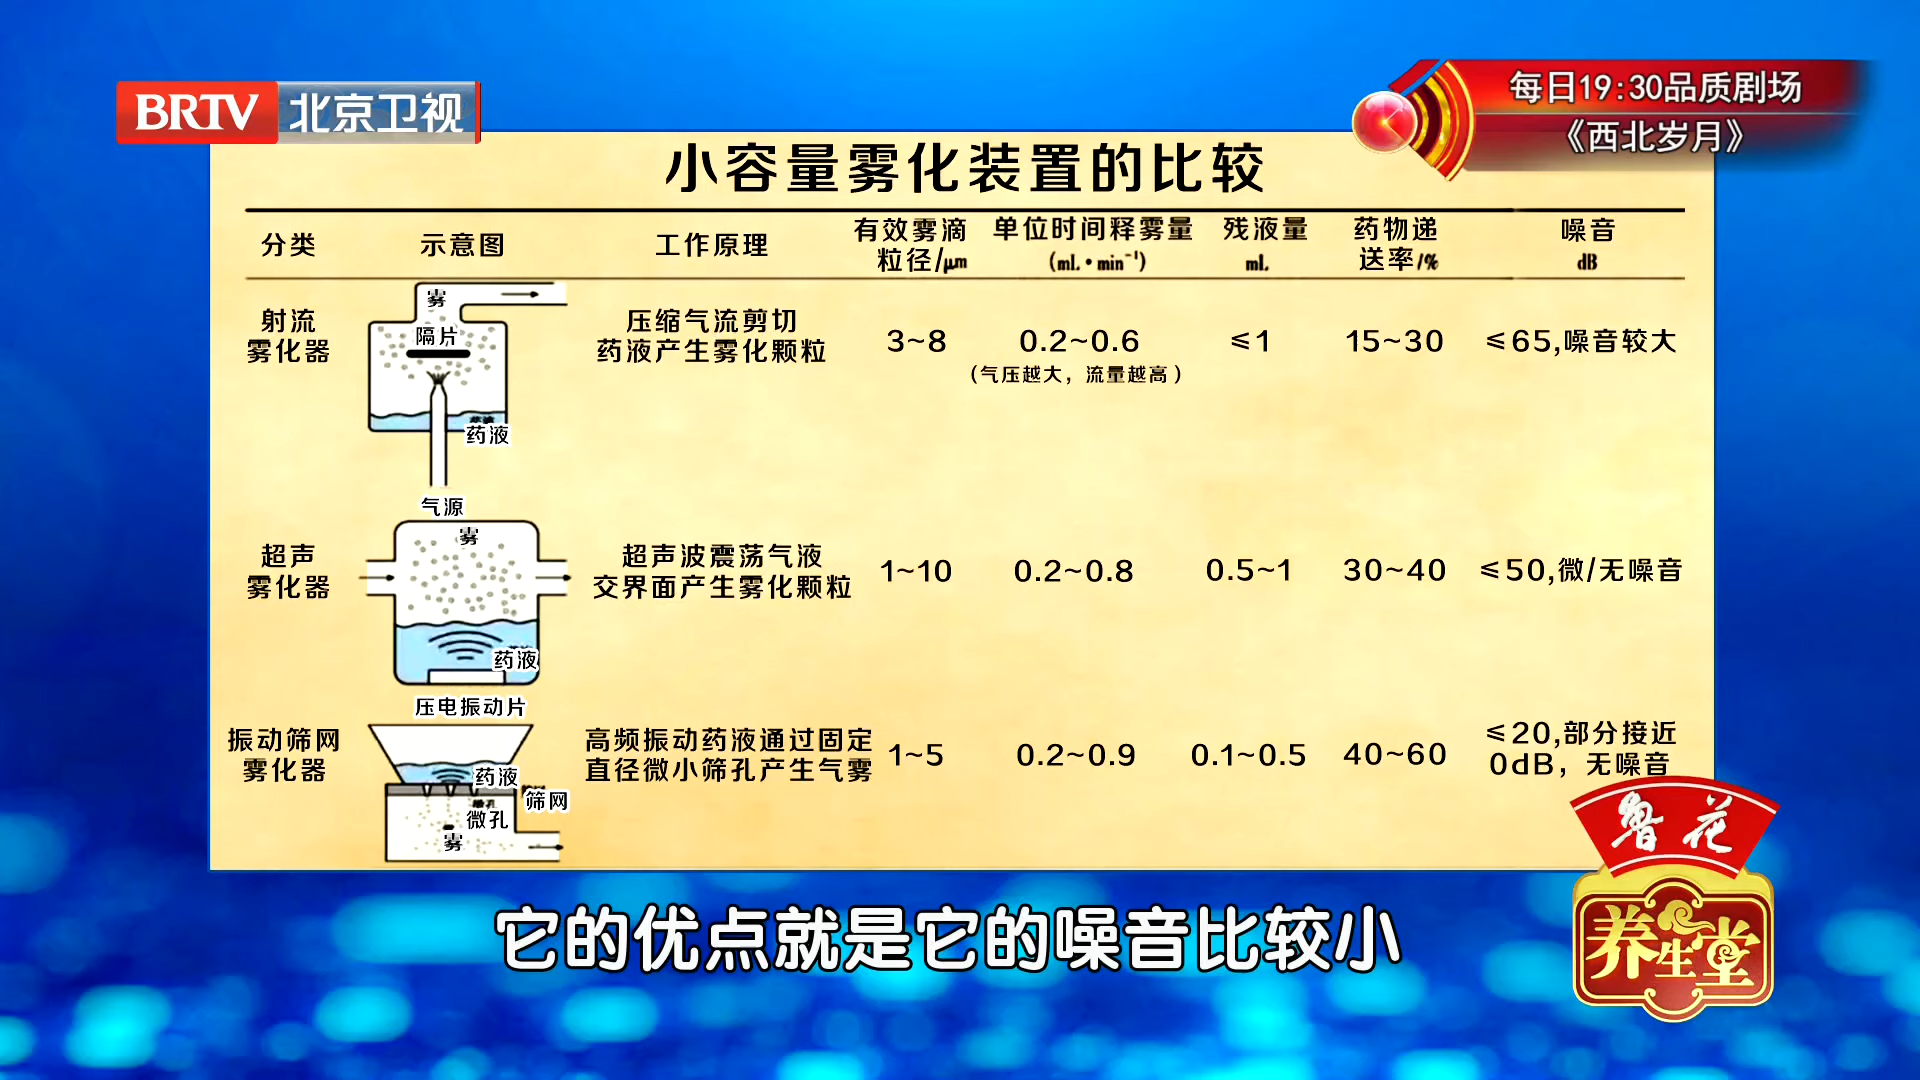 BRTV 北京卫视
每日19:30品质剧场
《西北岁月》
小容量雾化装置的比较
分类 示意图 工作原理 有效雾滴粒径/μm 单位时间释雾量(mL·min⁻¹) 残液量mL 药物递送率/% 噪音dB
射流
雾化器
雾
隔片
药液
气源
压缩气流剪切
药液产生雾化颗粒
3~8
0.2~0.6
(气压越大，流量越高)
≤1
15~30
≤65,噪音较大
超声
雾化器
雾
药液
压电振动片
超声波震荡气液
交界面产生雾化颗粒
1~10
0.2~0.8
0.5~1
30~40
≤50,微/无噪音
振动筛网
雾化器
药液
筛网
微孔
雾
高频振动药液通过固定
直径微小筛孔产生气雾
1~5
0.2~0.9
0.1~0.5
40~60
≤20,部分接近
0dB，无噪音
鲁花
养生堂
它的优点就是它的噪音比较小